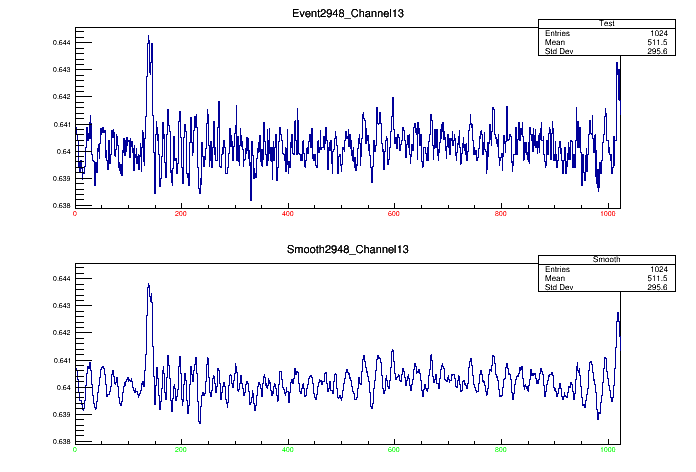 Event2948_Channel13
Test
Entries 1024
Mean 511.5
Std Dev 295.6
0.644
0.643
0.642
0.641
0.64
0.639
0.638
0 200 400 600 800 1000
Smooth2948_Channel13
Smooth
Entries 1024
Mean 511.5
Std Dev 295.6
0.644
0.643
0.642
0.641
0.64
0.639
0.638
0 200 400 600 800 1000